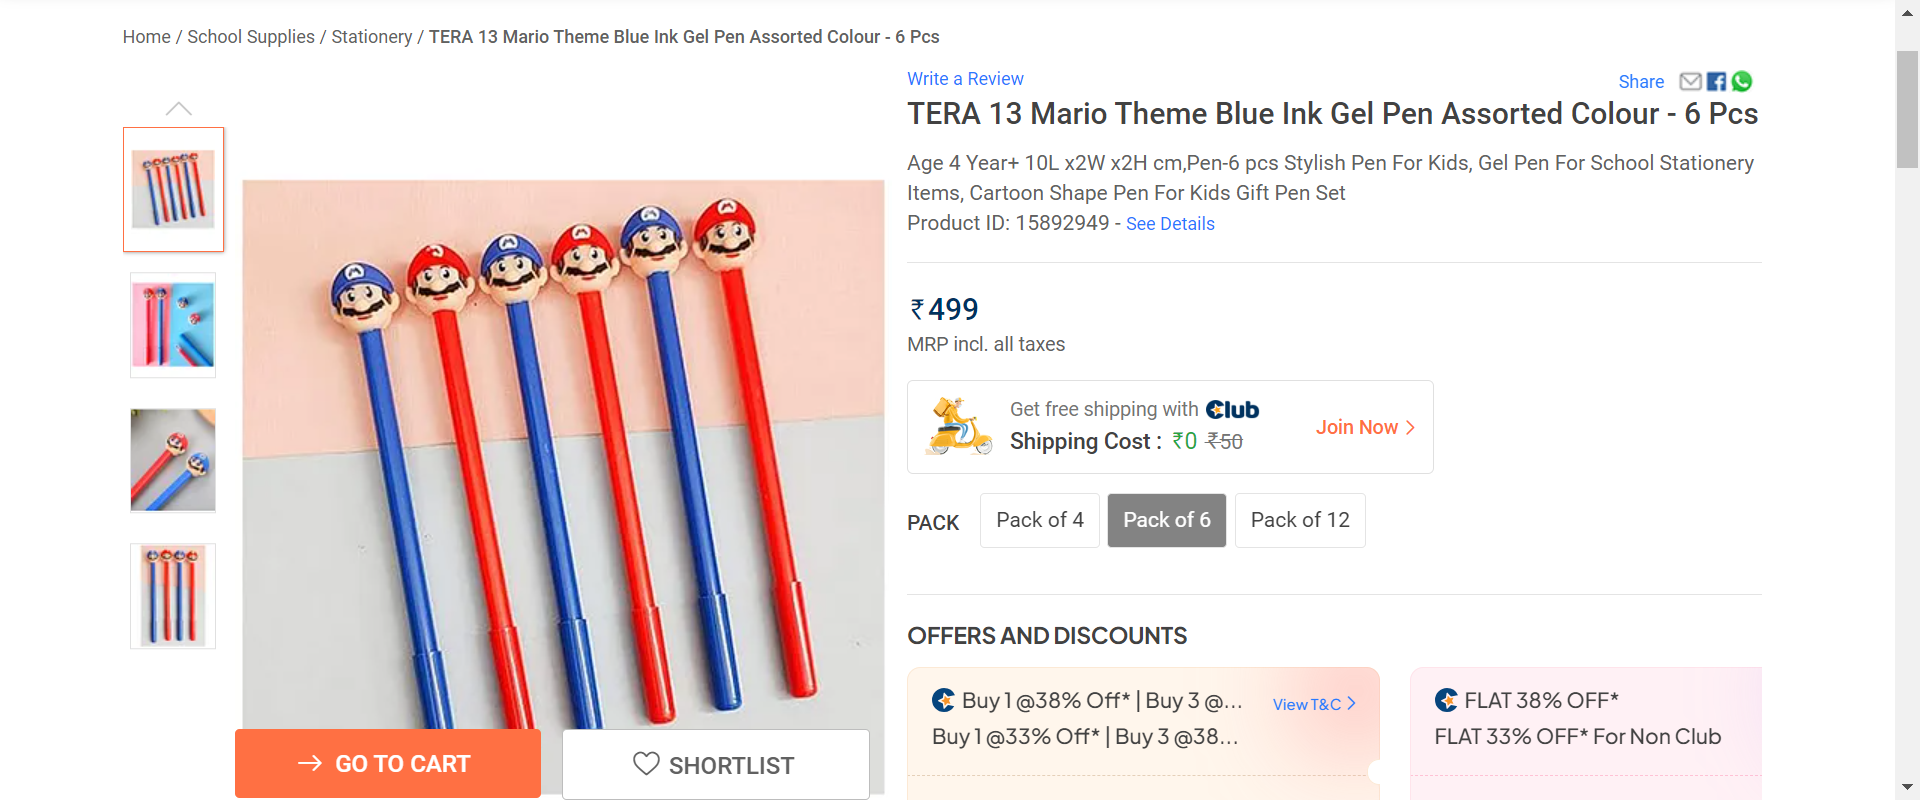 Home / School Supplies / Stationery / TERA 13 Mario Theme Blue Ink Gel Pen Assorted Colour - 6 Pcs
Write a Review
Share
TERA 13 Mario Theme Blue Ink Gel Pen Assorted Colour - 6 Pcs
Age 4 Year+ 10L x2W x2H cm,Pen-6 pcs Stylish Pen For Kids, Gel Pen For School Stationery
Items, Cartoon Shape Pen For Kids Gift Pen Set
Product ID: 15892949 - See Details
₹499
MRP incl. all taxes
Get free shipping with Club
Shipping Cost : ₹0 ₹50
Join Now
PACK
Pack of 4
Pack of 6
Pack of 12
OFFERS AND DISCOUNTS
Buy 1 @38% Off* | Buy 3 @...
View T&C
Buy 1 @33% Off* | Buy 3 @38...
FLAT 38% OFF*
FLAT 33% OFF* For Non Club
GO TO CART
SHORTLIST